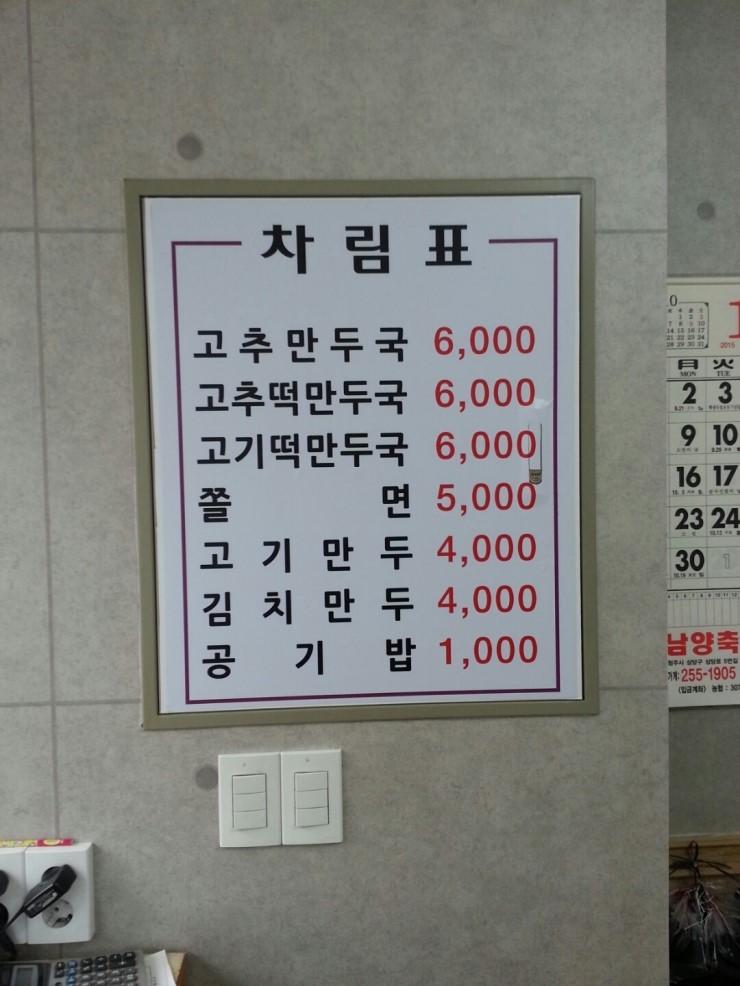 차림표
고추만두국 6,000
고추떡만두국 6,000
고기떡만두국 6,000
쫄면 5,000
고기만두 4,000
김치만두 4,000
공기밥 1,000
2015
月 火
MON TUE
2 3
9 10
16 17
23 24
30 1
남양축
255-1905